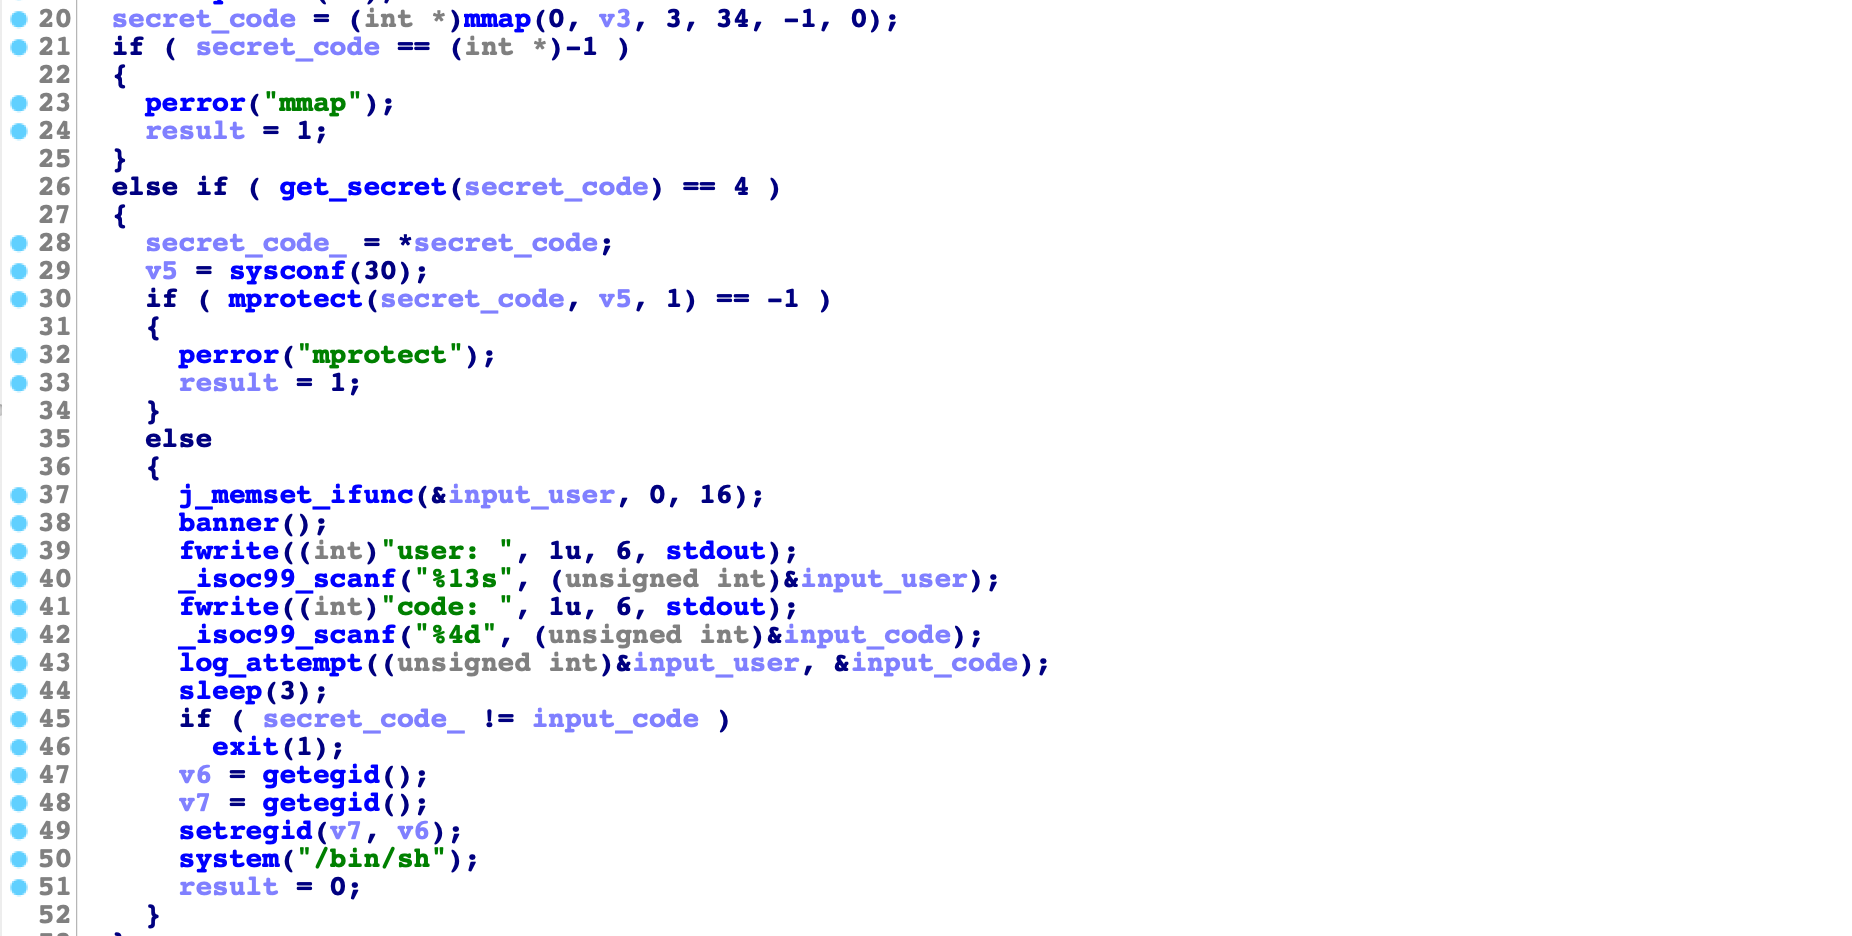 20 secret_code = (int *)mmap(0, v3, 3, 34, -1, 0);
21 if ( secret_code == (int *)-1 )
22 {
23 perror("mmap");
24 result = 1;
25 }
26 else if ( get_secret(secret_code) == 4 )
27 {
28 secret_code_ = *secret_code;
29 v5 = sysconf(30);
30 if ( mprotect(secret_code, v5, 1) == -1 )
31 {
32 perror("mprotect");
33 result = 1;
34 }
35 else
36 {
37 j_memset_ifunc(&input_user, 0, 16);
38 banner();
39 fwrite((int)"user: ", 1u, 6, stdout);
40 _isoc99_scanf("%13s", (unsigned int)&input_user);
41 fwrite((int)"code: ", 1u, 6, stdout);
42 _isoc99_scanf("%4d", (unsigned int)&input_code);
43 log_attempt((unsigned int)&input_user, &input_code);
44 sleep(3);
45 if ( secret_code_ != input_code )
46 exit(1);
47 v6 = getegid();
48 v7 = getegid();
49 setregid(v7, v6);
50 system("/bin/sh");
51 result = 0;
52 }